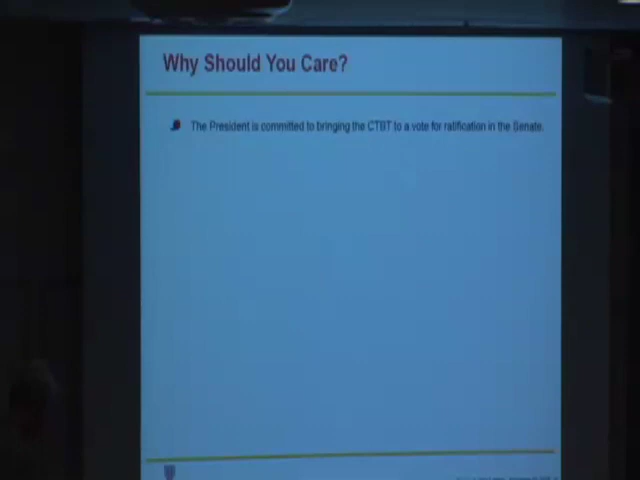 Why Should You Care?
The President is committed to bringing the CTBT to a vote for ratification in the Senate.